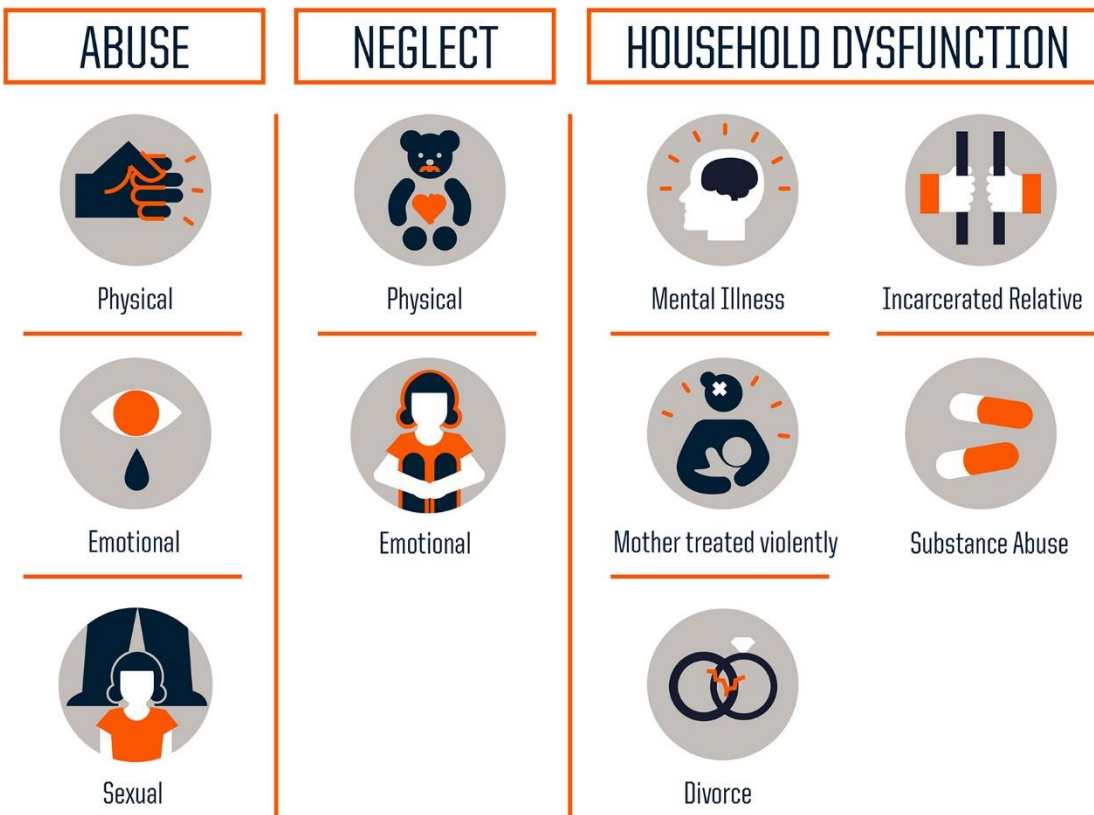 ABUSE
Physical
Emotional
Sexual
NEGLECT
Physical
Emotional
HOUSEHOLD DYSFUNCTION
Mental Illness
Incarcerated Relative
Mother treated violently
Substance Abuse
Divorce